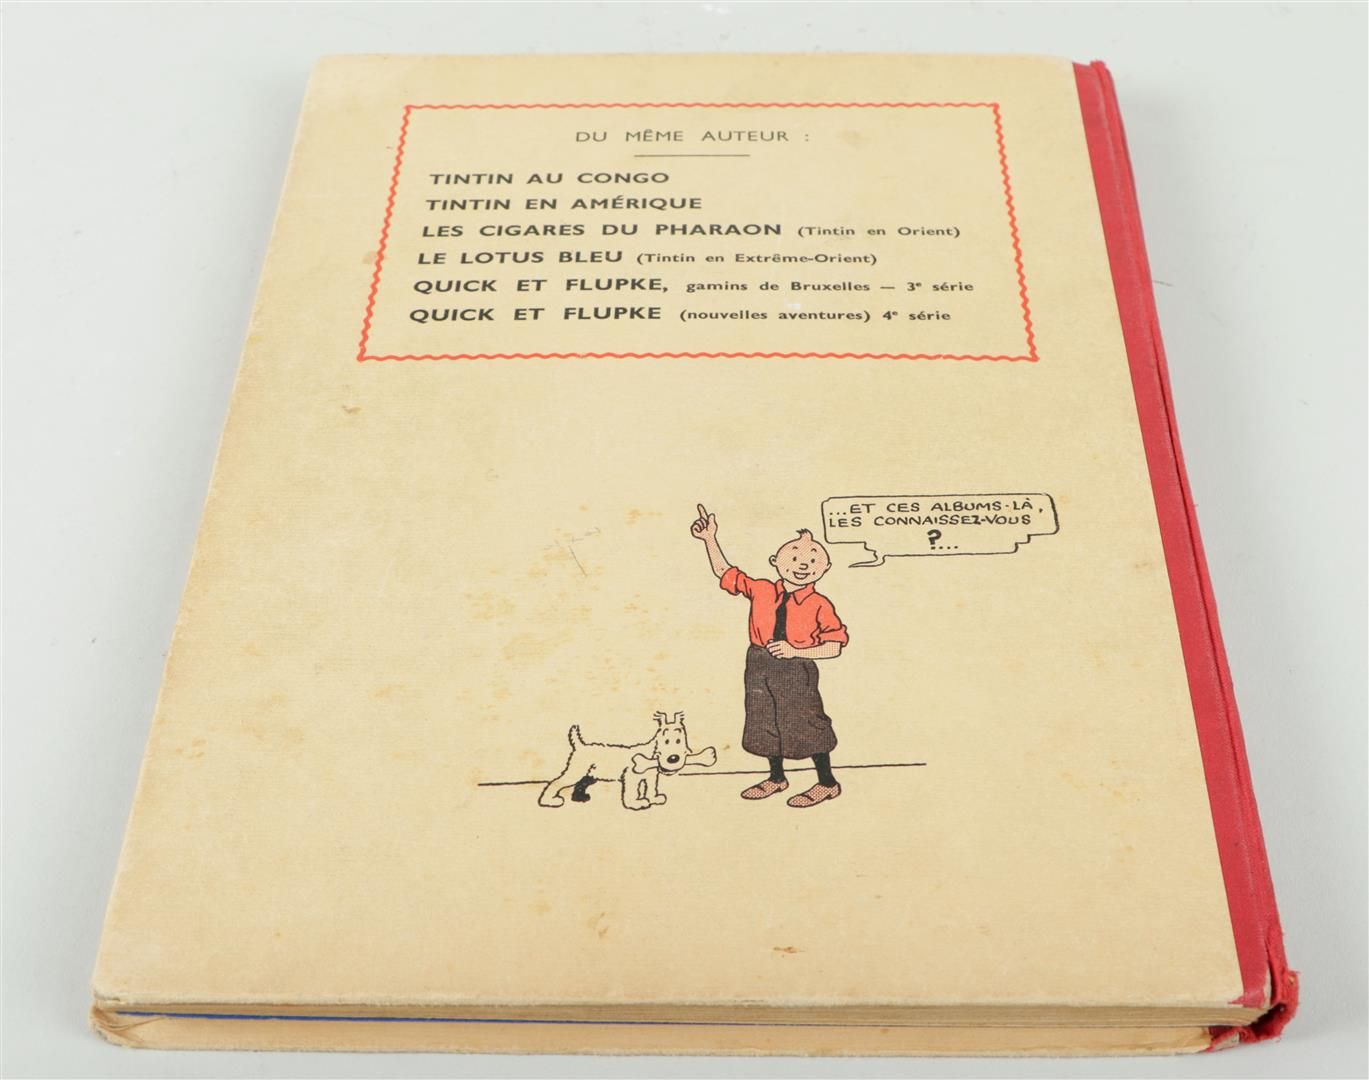 DU MÊME AUTEUR :
TINTIN AU CONGO
TINTIN EN AMÉRIQUE
LES CIGARES DU PHARAON (Tintin en Orient)
LE LOTUS BLEU (Tintin en Extrême-Orient)
QUICK ET FLUPKE, gamins de Bruxelles — 3e série
QUICK ET FLUPKE (nouvelles aventures) 4e série
...ET CES ALBUMS-LÀ,
LES CONNAISSEZ-VOUS
?...